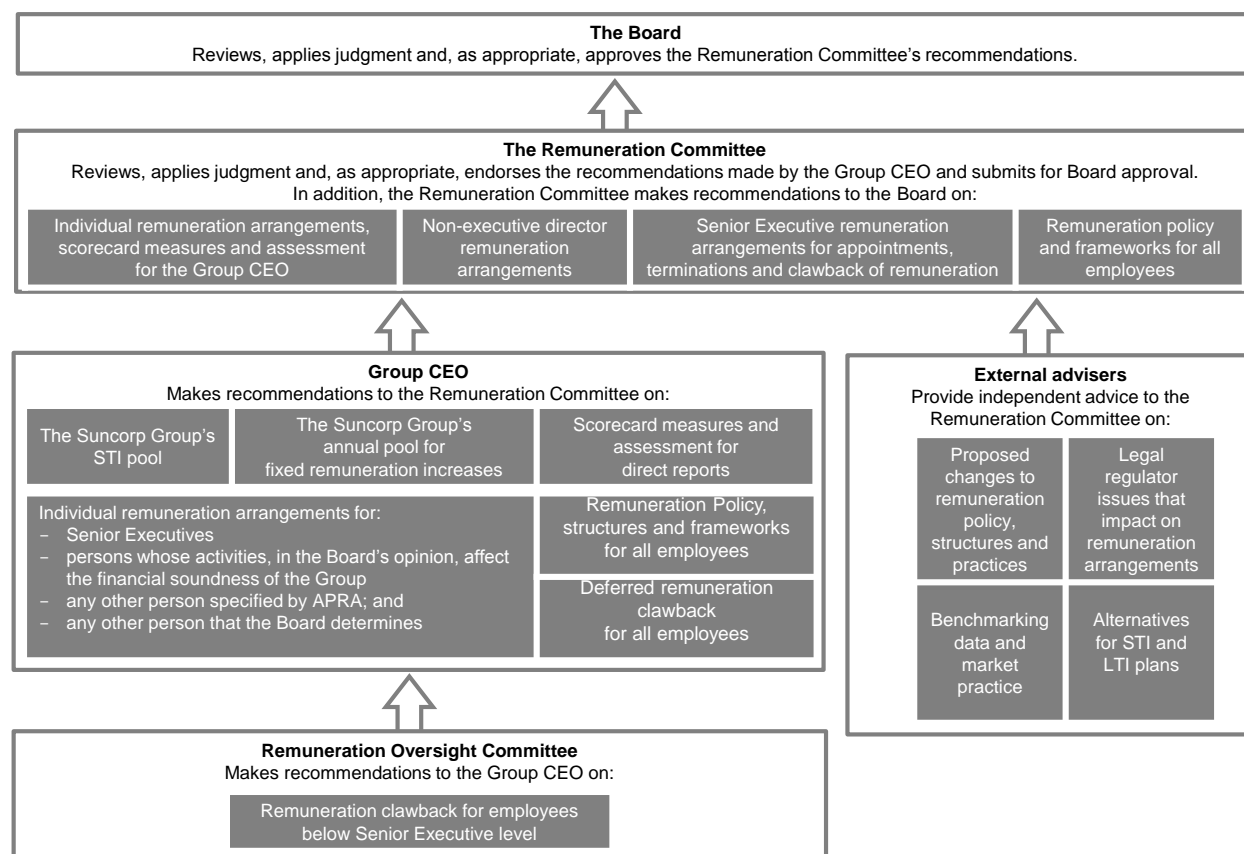 The Board
Reviews, applies judgment and, as appropriate, approves the Remuneration Committee's recommendations.
The Remuneration Committee
Reviews, applies judgment and, as appropriate, endorses the recommendations made by the Group CEO and submits for Board approval.
In addition, the Remuneration Committee makes recommendations to the Board on:
Individual remuneration arrangements,
scorecard measures and assessment
for the Group CEO
Non-executive director
remuneration
arrangements
Senior Executive remuneration
arrangements for appointments,
terminations and clawback of remuneration
Remuneration policy
and frameworks for all
employees
Group CEO
Makes recommendations to the Remuneration Committee on:
The Suncorp Group's
STI pool
The Suncorp Group's
annual pool for
fixed remuneration increases
Scorecard measures and
assessment for
direct reports
Individual remuneration arrangements for:
– Senior Executives
– persons whose activities, in the Board's opinion, affect
the financial soundness of the Group
– any other person specified by APRA; and
– any other person that the Board determines
Remuneration Policy,
structures and frameworks
for all employees
Deferred remuneration
clawback
for all employees
External advisers
Provide independent advice to the
Remuneration Committee on:
Proposed
changes to
remuneration
policy,
structures and
practices
Legal
regulator
issues that
impact on
remuneration
arrangements
Benchmarking
data and
market
practice
Alternatives
for STI and
LTI plans
Remuneration Oversight Committee
Makes recommendations to the Group CEO on:
Remuneration clawback for employees
below Senior Executive level